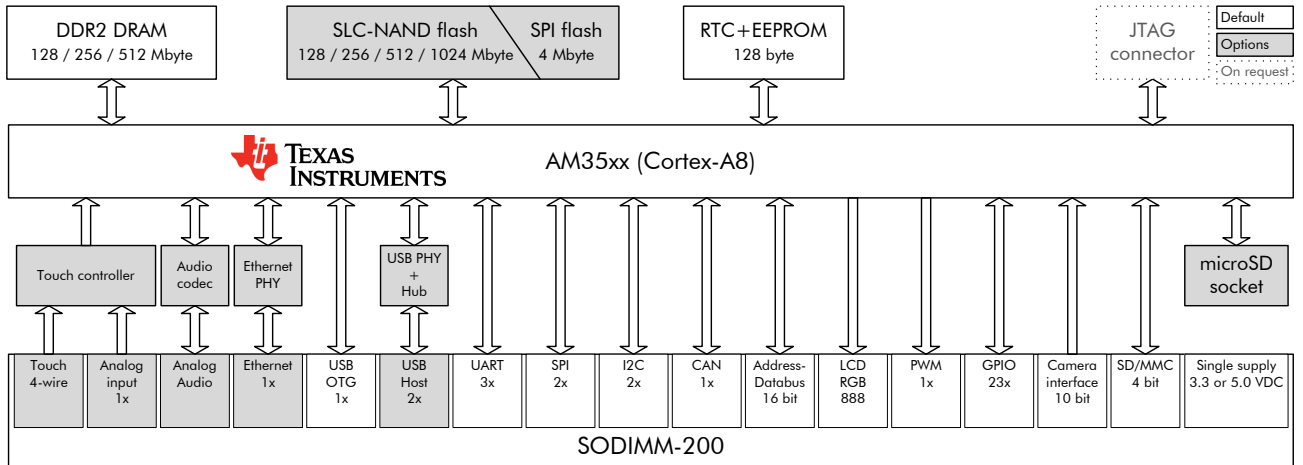 DDR2 DRAM
128 / 256 / 512 Mbyte
SLC-NAND flash
128 / 256 / 512 / 1024 Mbyte
SPI flash
4 Mbyte
RTC+EEPROM
128 byte
JTAG
connector
Default
Options
On request
TEXAS
INSTRUMENTS
AM35xx (Cortex-A8)
Touch controller
Audio
codec
Ethernet
PHY
USB PHY
+
Hub
microSD
socket
Touch
4-wire
Analog
input
1x
Analog
Audio
Ethernet
1x
USB
OTG
1x
USB
Host
2x
UART
3x
SPI
2x
I2C
2x
CAN
1x
Address-
Databus
16 bit
LCD
RGB
888
PWM
1x
GPIO
23x
Camera
interface
10 bit
SD/MMC
4 bit
Single supply
3.3 or 5.0 VDC
SODIMM-200